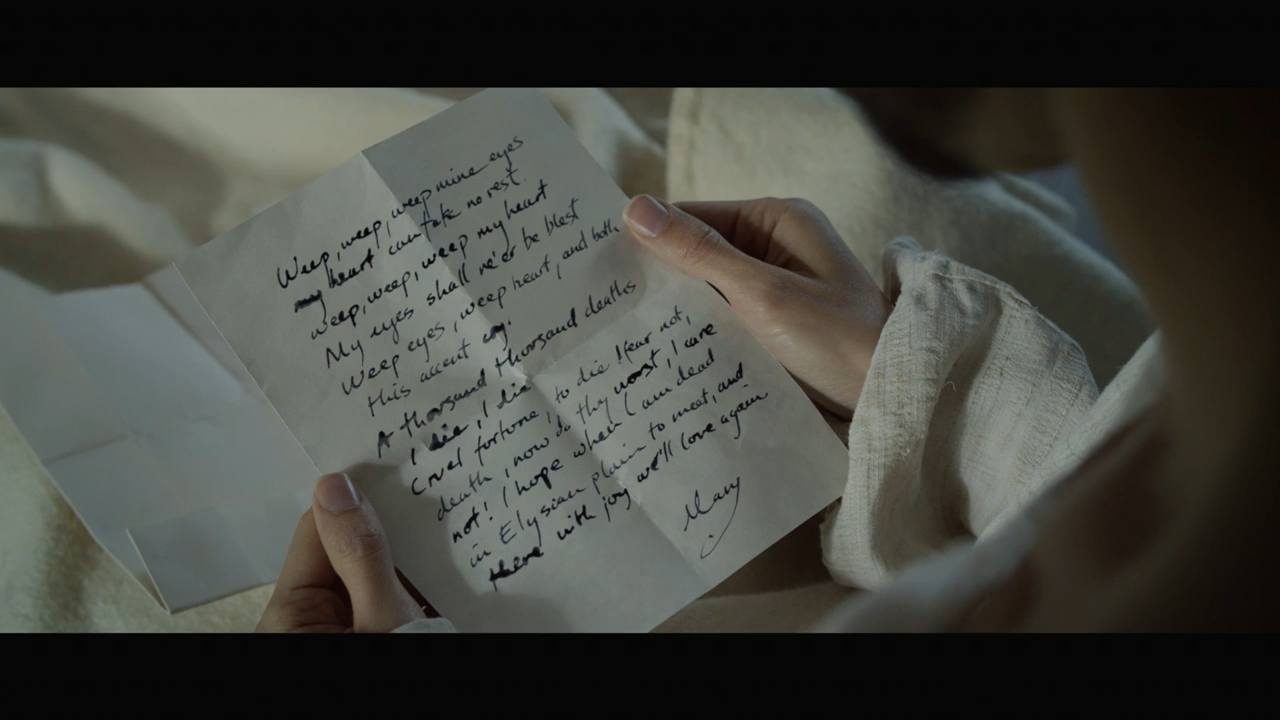 Weep, weep, weep mine eyes
my heart can take no rest.
weep, weep, weep my heart
My eyes shall ne'er be blest
Weep eyes, weep heart, and both
this accent cry.
A thousand thousand deaths
I die, I die
Cruel fortune, to die I fear not,
death, now do thy worst, I care
not! I hope when I am dead
in Elysian plain to meet, and
there with joy we'll love again
Mary